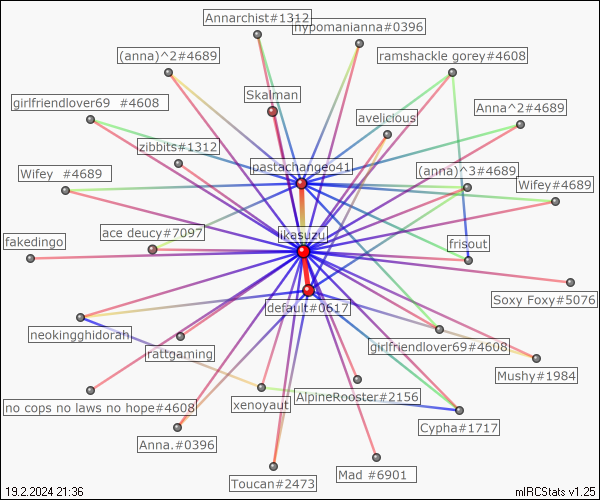 Annarchist#1312
hypomanianna#0396
(anna)^2#4689
ramshackle gorey#4608
Skalman
girlfriendlover69 #4608
avelicious
Anna^2#4689
zibbits#1312
pastachangeo41
Wifey #4689
(anna)^3#4689
Wifey#4689
ace deucy#7097
ikasuzu
fakedingo
frisout
Soxy Foxy#5076
default#0617
neokingghidorah
rattgaming
girlfriendlover69#4608
Mushy#1984
AlpineRooster#2156
no cops no laws no hope#4608
xenoyaut
Cypha#1717
Anna.#0396
Mad #6901
Toucan#2473
19.2.2024 21:36
mIRCStats v1.25